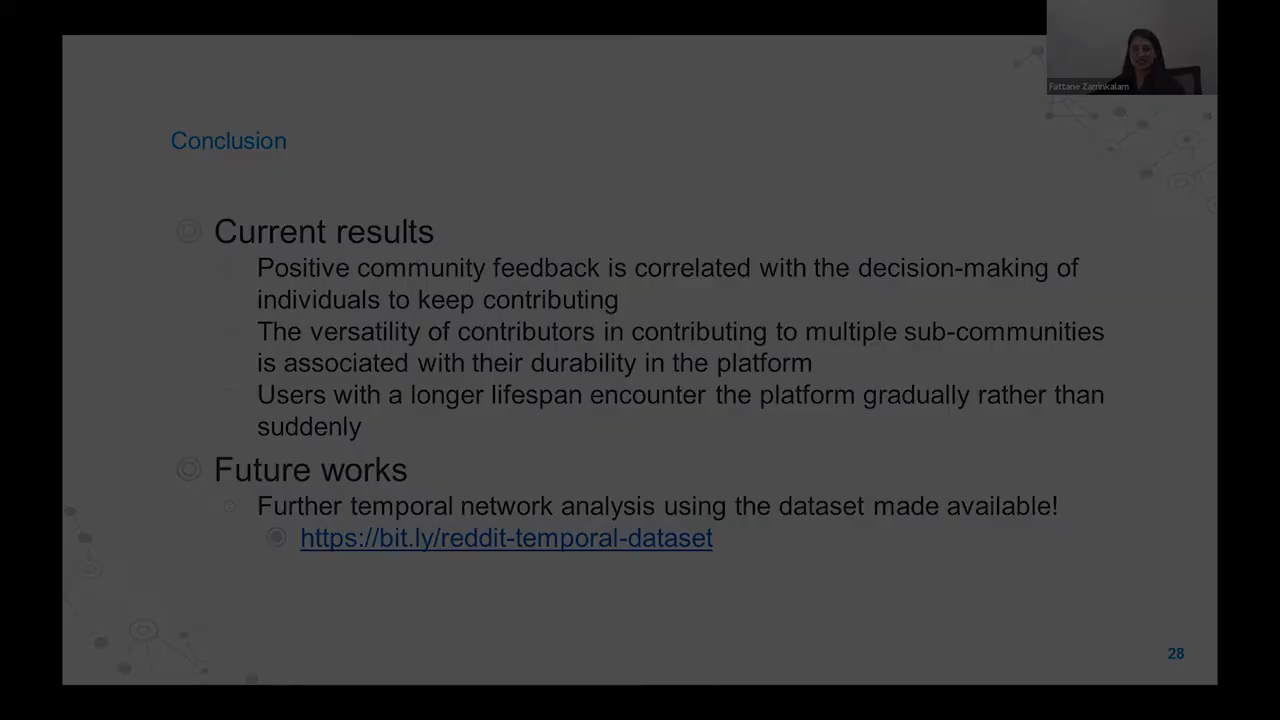 Fattane Zarrinkalam
Conclusion
Current results
Positive community feedback is correlated with the decision-making of
individuals to keep contributing
The versatility of contributors in contributing to multiple sub-communities
is associated with their durability in the platform
Users with a longer lifespan encounter the platform gradually rather than
suddenly
Future works
Further temporal network analysis using the dataset made available!
https://bit.ly/reddit-temporal-dataset
28